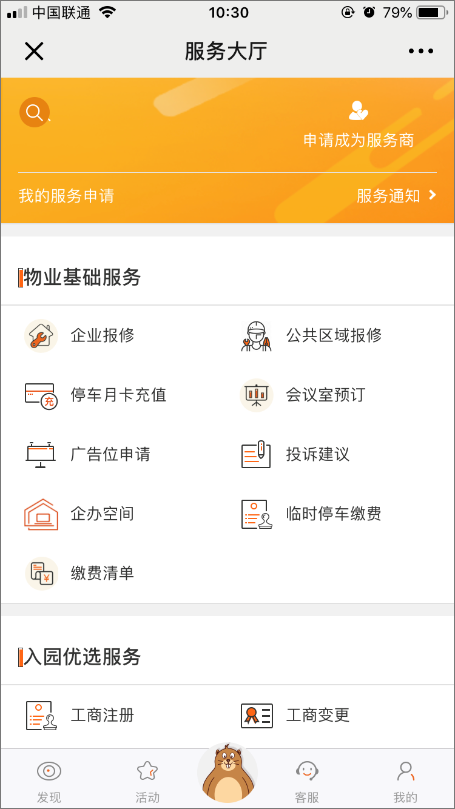 中国联通 10:30 79%
服务大厅
申请成为服务商
我的服务申请 服务通知
物业基础服务
企业报修 公共区域报修
停车月卡充值 会议室预订
广告位申请 投诉建议
企办空间 临时停车缴费
缴费清单
入园优选服务
工商注册 工商变更
发现 活动 客服 我的